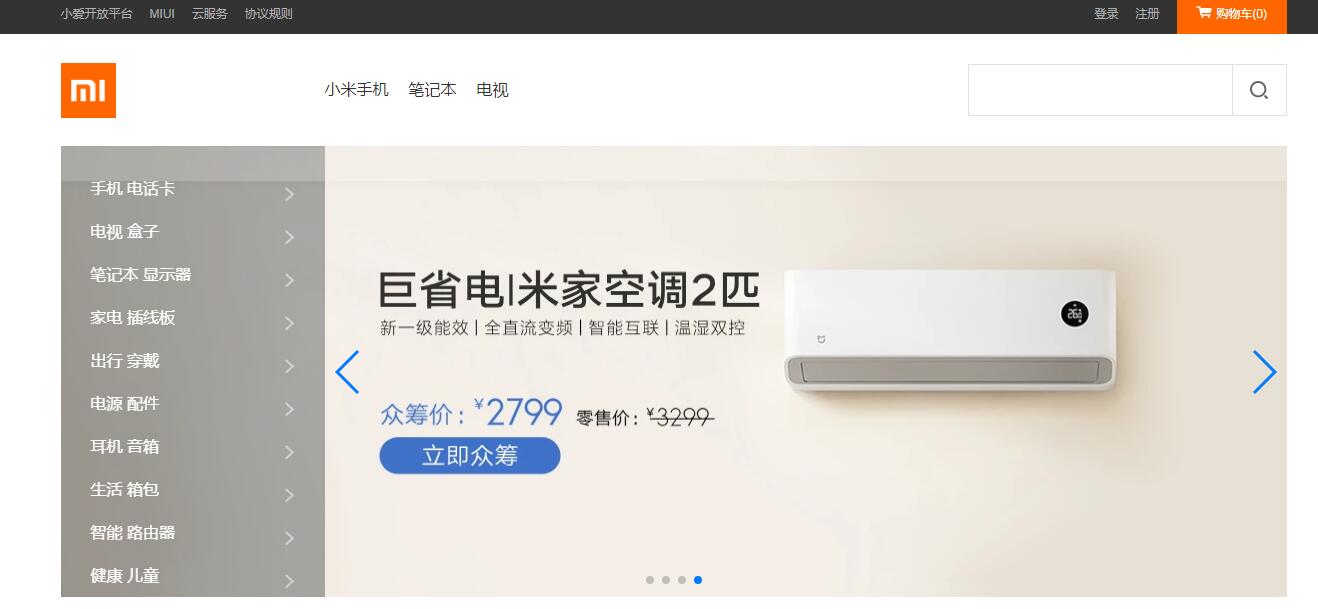 小爱开放平台 MIUI 云服务 协议规则 登录 注册 购物车(0)
mi 小米手机 笔记本 电视
手机 电话卡
电视 盒子
笔记本 显示器
家电 插线板
出行 穿戴
电源 配件
耳机 音箱
生活 箱包
智能 路由器
健康 儿童
巨省电|米家空调2匹
新一级能效 | 全直流变频 | 智能互联 | 温湿双控
众筹价：¥2799 零售价：¥3299
立即众筹
26